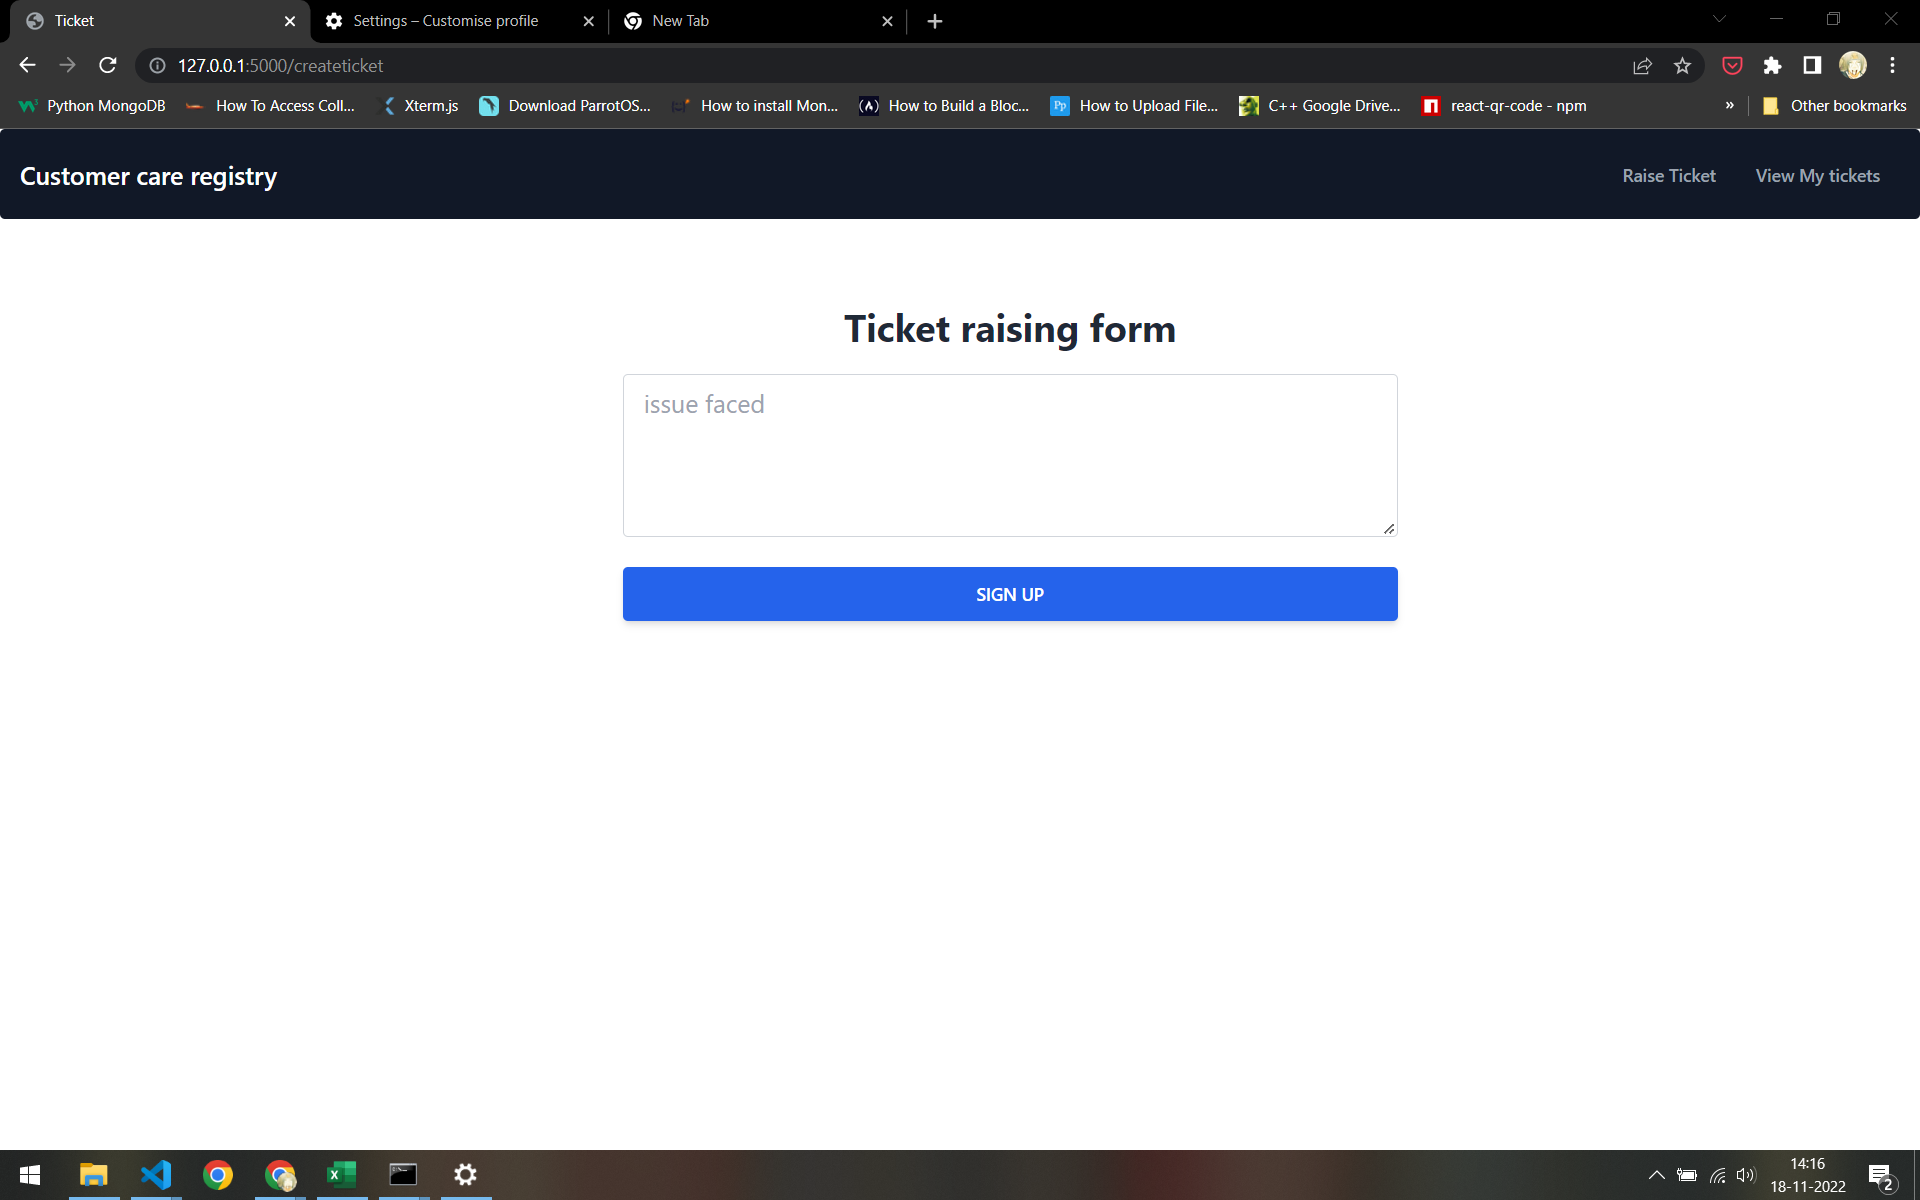 Ticket
Settings – Customise profile
New Tab
127.0.0.1:5000/createticket
Python MongoDB
How To Access Coll...
Xterm.js
Download ParrotOS...
How to install Mon...
How to Build a Bloc...
Pp
How to Upload File...
C++ Google Drive...
react-qr-code - npm
»
Other bookmarks
Customer care registry
Raise Ticket
View My tickets
Ticket raising form
issue faced
SIGN UP
14:16
18-11-2022
2